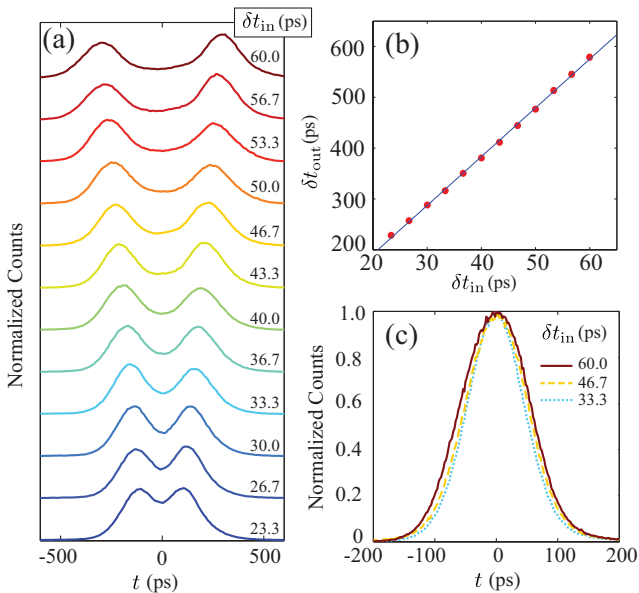 (a)
δt_in (ps)
60.0
56.7
53.3
50.0
46.7
43.3
40.0
36.7
33.3
30.0
26.7
23.3
Normalized Counts
-500 0 500
t (ps)
(b)
600
500
400
300
200
δt_out (ps)
20 30 40 50 60
δt_in (ps)
(c)
δt_in (ps)
60.0
46.7
33.3
1.0
0.8
0.6
0.4
0.2
0
Normalized Counts
-200 -100 0 100 200
t (ps)